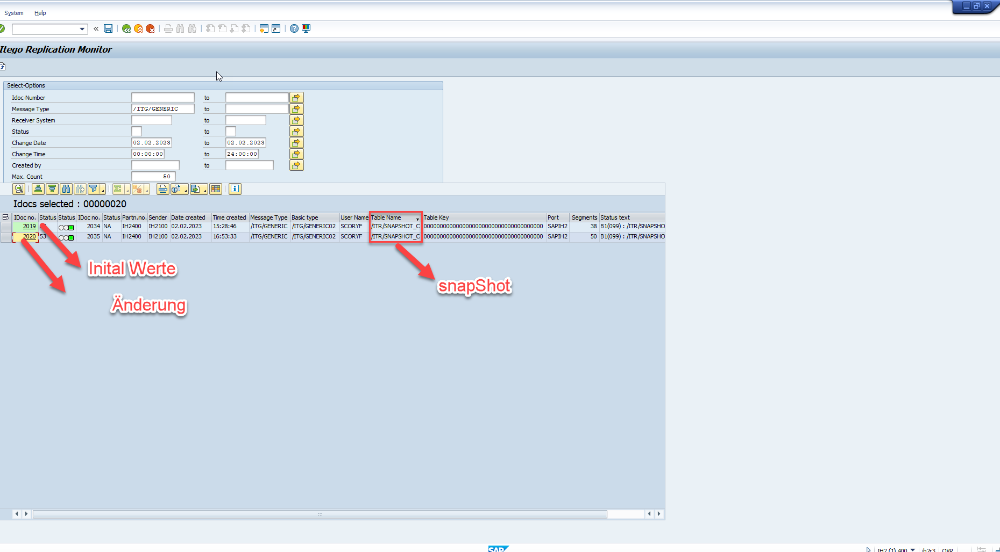 System Help
Itego Replication Monitor
Select-Options
Idoc-Number to
Message Type /ITG/GENERIC to
Receiver System to
Status to
Change Date 02.02.2023 to 02.02.2023
Change Time 00:00:00 to 24:00:00
Created by to
Max. Count 50
Idocs selected : 00000020
IDoc no. Status Status IDoc no. Status Partn.no. Sender Date created Time created Message Type Basic type User Name Table Name Table Key Port Segments Status text
2019 2034 NA IH2400 IH2100 02.02.2023 15:28:46 /ITG/GENERIC /ITG/GENERIC02 SCORYF /ITR/SNAPSHOT_C 0000000000000000000000000000000000000 SAPIH2 38 B1(099) : /ITR/SNAPSHO
2020 53 2035 NA IH2400 IH2100 02.02.2023 16:53:33 /ITG/GENERIC /ITG/GENERIC02 SCORYF /ITR/SNAPSHOT_C 0000000000000000000000000000000000000 SAPIH2 50 B1(099) : /ITR/SNAPSHO
Inital Werte
snapShot
Änderung
SAP
IH2 (1) 400 ih2r3 OVR